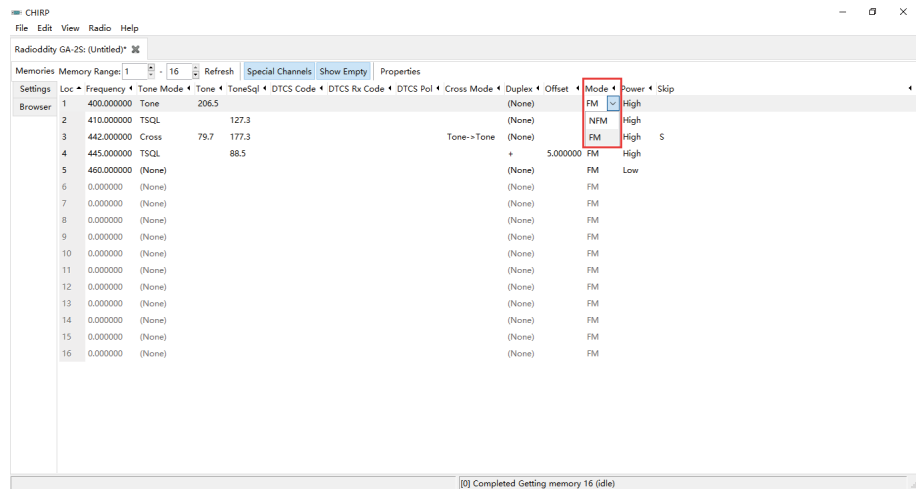 CHIRP
File Edit View Radio Help
Radioddity GA-2S: (Untitled)*
Memories Memory Range: 1 - 16 Refresh Special Channels Show Empty Properties
Settings Loc Frequency Tone Mode Tone ToneSql DTCS Code DTCS Rx Code DTCS Pol Cross Mode Duplex Offset Mode Power Skip
Browser 1 400.000000 Tone 206.5 (None) FM High
2 410.000000 TSQL 127.3 (None) NFM High
3 442.000000 Cross 79.7 177.3 Tone->Tone (None) FM High S
4 445.000000 TSQL 88.5 + 5.000000 FM High
5 460.000000 (None) (None) FM Low
6 0.000000 (None) (None) FM
7 0.000000 (None) (None) FM
8 0.000000 (None) (None) FM
9 0.000000 (None) (None) FM
10 0.000000 (None) (None) FM
11 0.000000 (None) (None) FM
12 0.000000 (None) (None) FM
13 0.000000 (None) (None) FM
14 0.000000 (None) (None) FM
15 0.000000 (None) (None) FM
16 0.000000 (None) (None) FM
[0] Completed Getting memory 16 (idle)